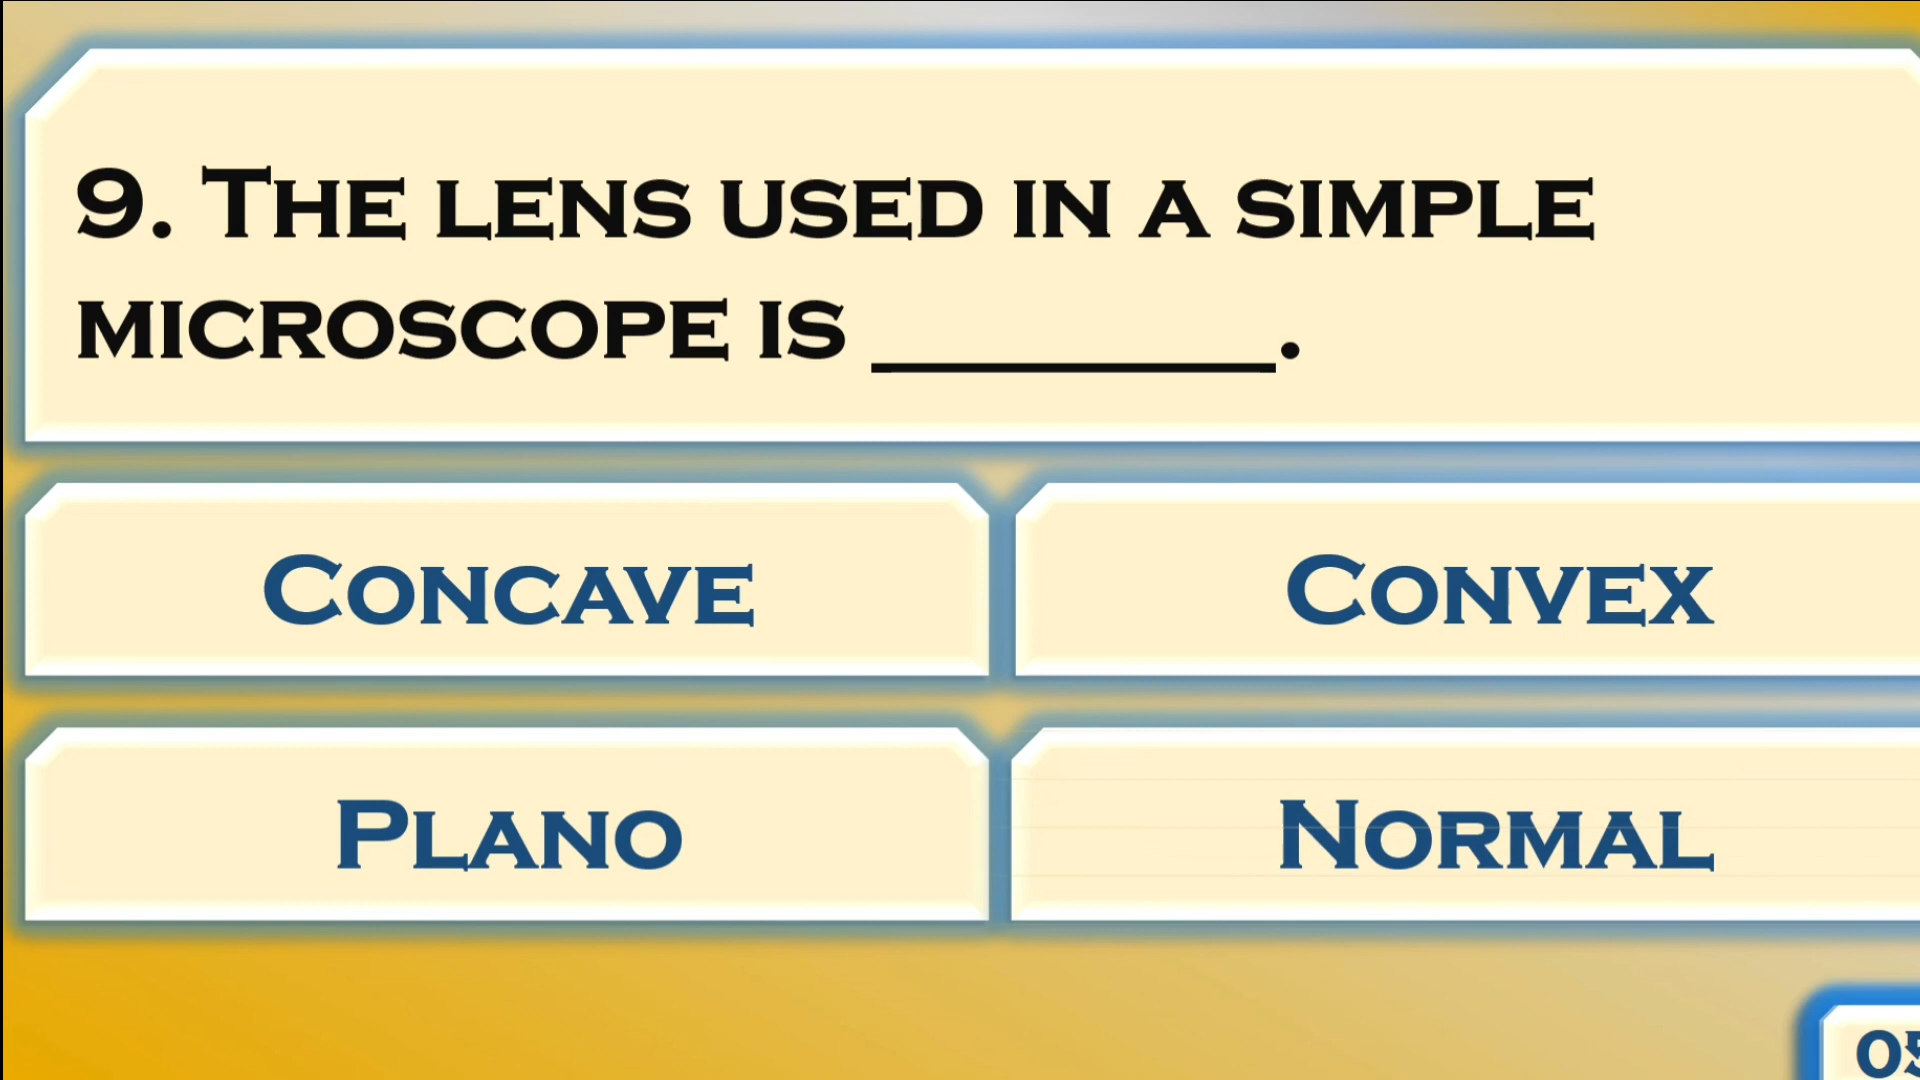 9. The lens used in a simple
microscope is ________.
Concave
Convex
Plano
Normal